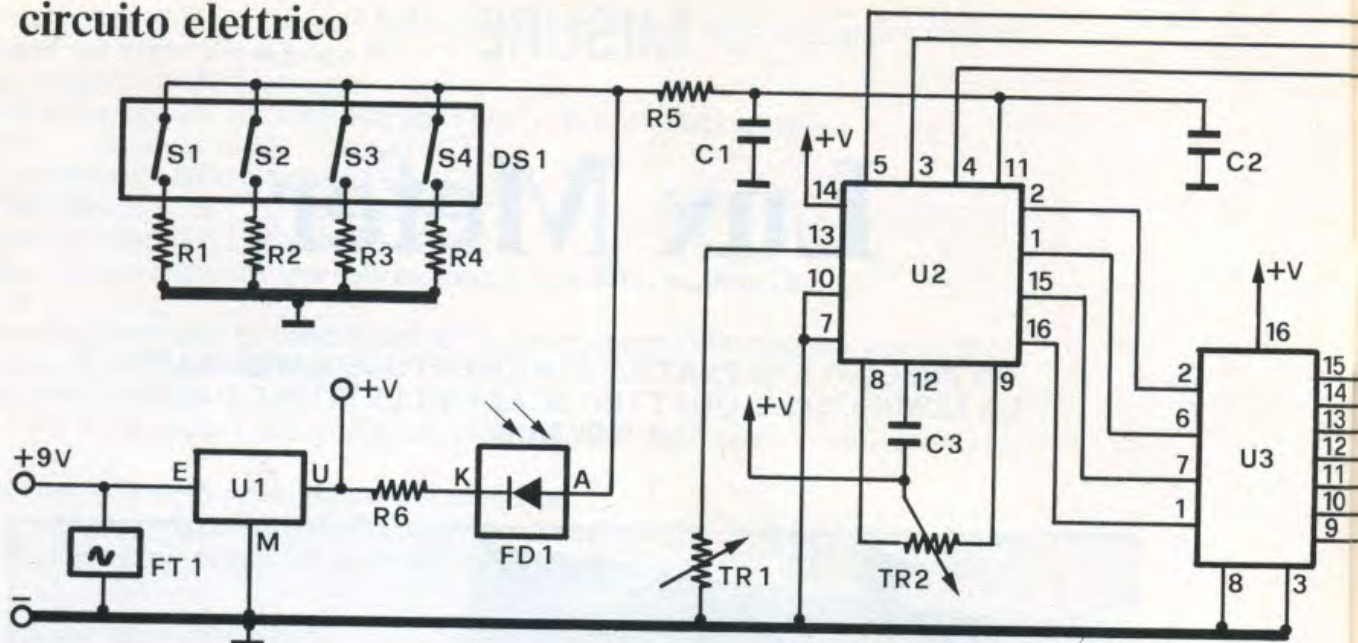 circuito elettrico
S1 S2 S3 S4 DS1
R1 R2 R3 R4
R5
C1
C2
+V
5 3 4 11
14
13
10
7
U2
2
1
15
16
8 12 9
+V
C3
TR1
TR2
+9V
E U1 U
M
FT1
+V
R6
K A
FD1
−
+V
16
2
6
7
1
U3
15
14
13
12
11
10
9
8 3